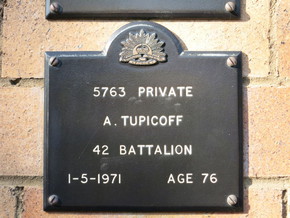 5763 PRIVATE
A. TUPICOFF
42 BATTALION
1-5-1971 AGE 76